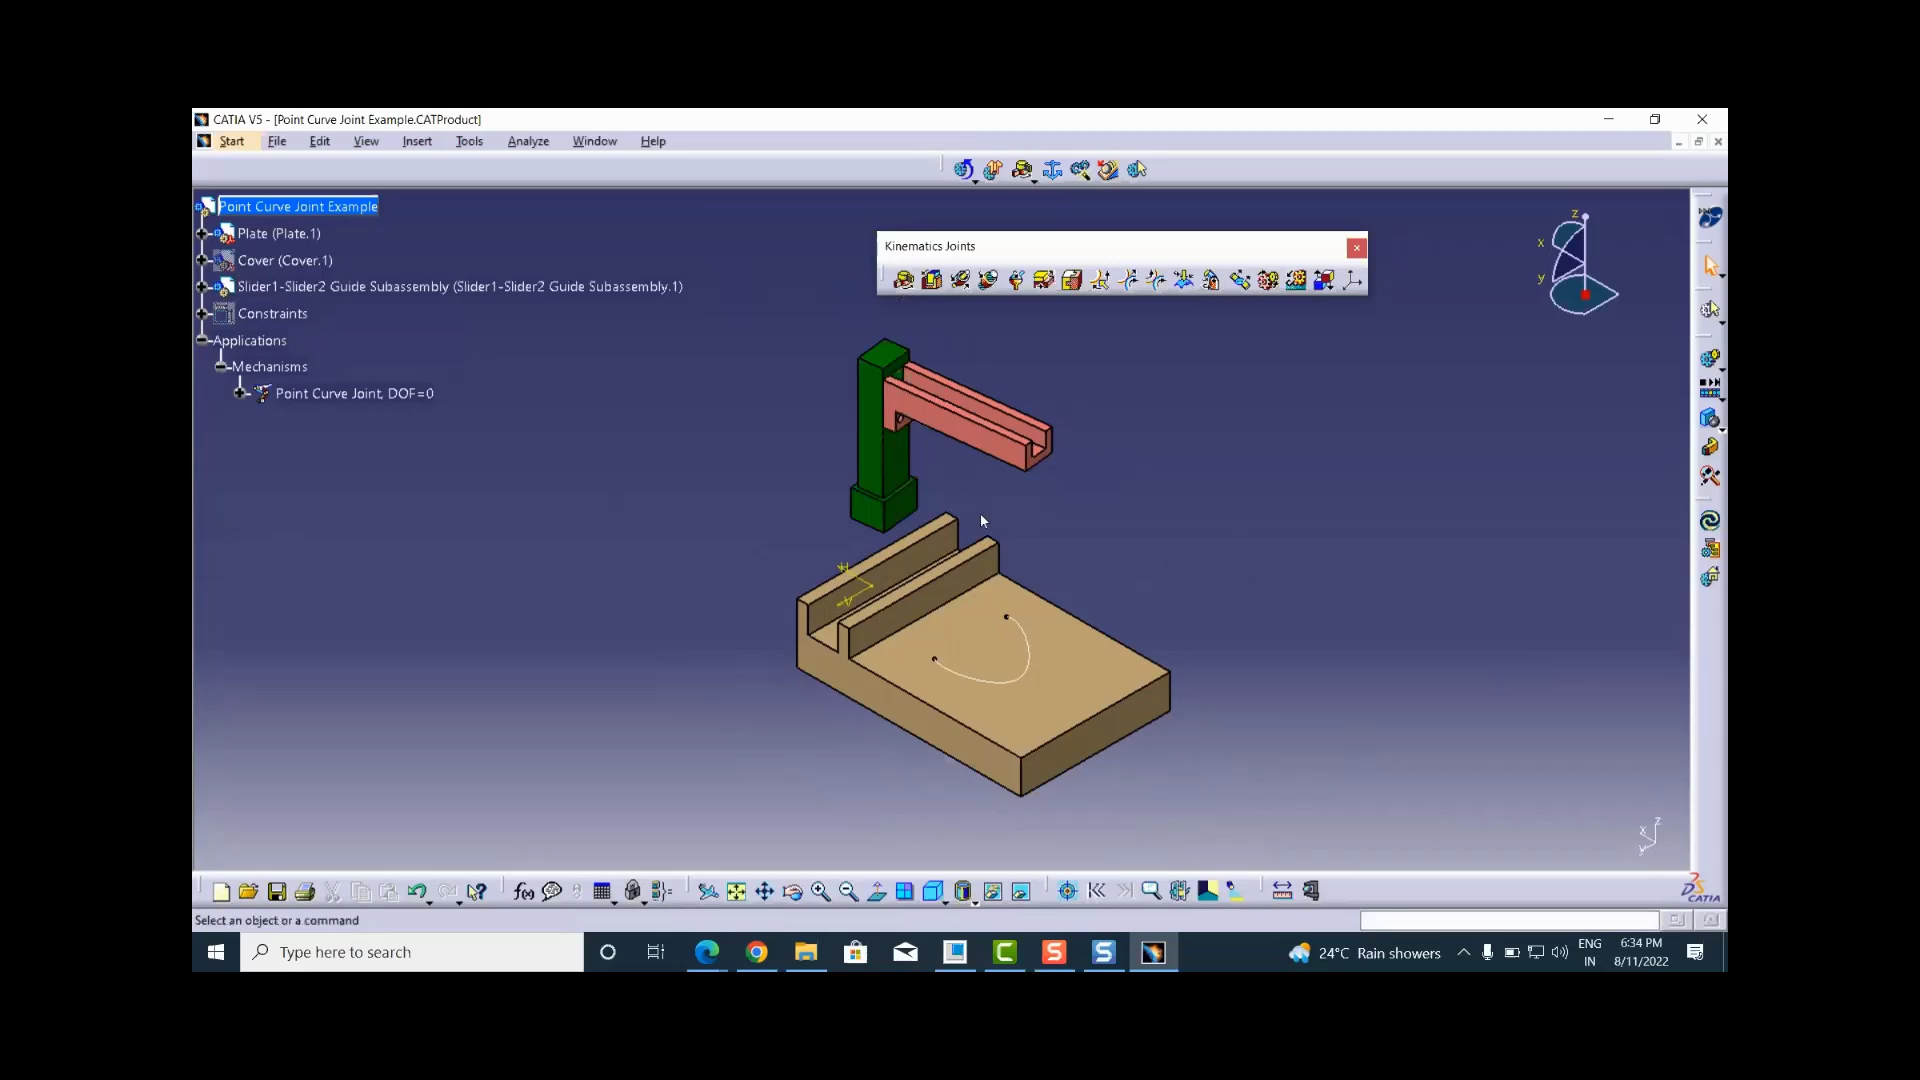 CATIA V5 - [Point Curve Joint Example.CATProduct]
Start File Edit View Insert Tools Analyze Window Help
Point Curve Joint Example
Plate (Plate.1)
Cover (Cover.1)
Slider1-Slider2 Guide Subassembly (Slider1-Slider2 Guide Subassembly.1)
Constraints
Applications
Mechanisms
Point Curve Joint, DOF=0
Kinematics Joints
z
x
y
H
V
z
x
y
f(x)
CATIA
Select an object or a command
Type here to search
24°C Rain showers
ENG
IN
6:34 PM
8/11/2022